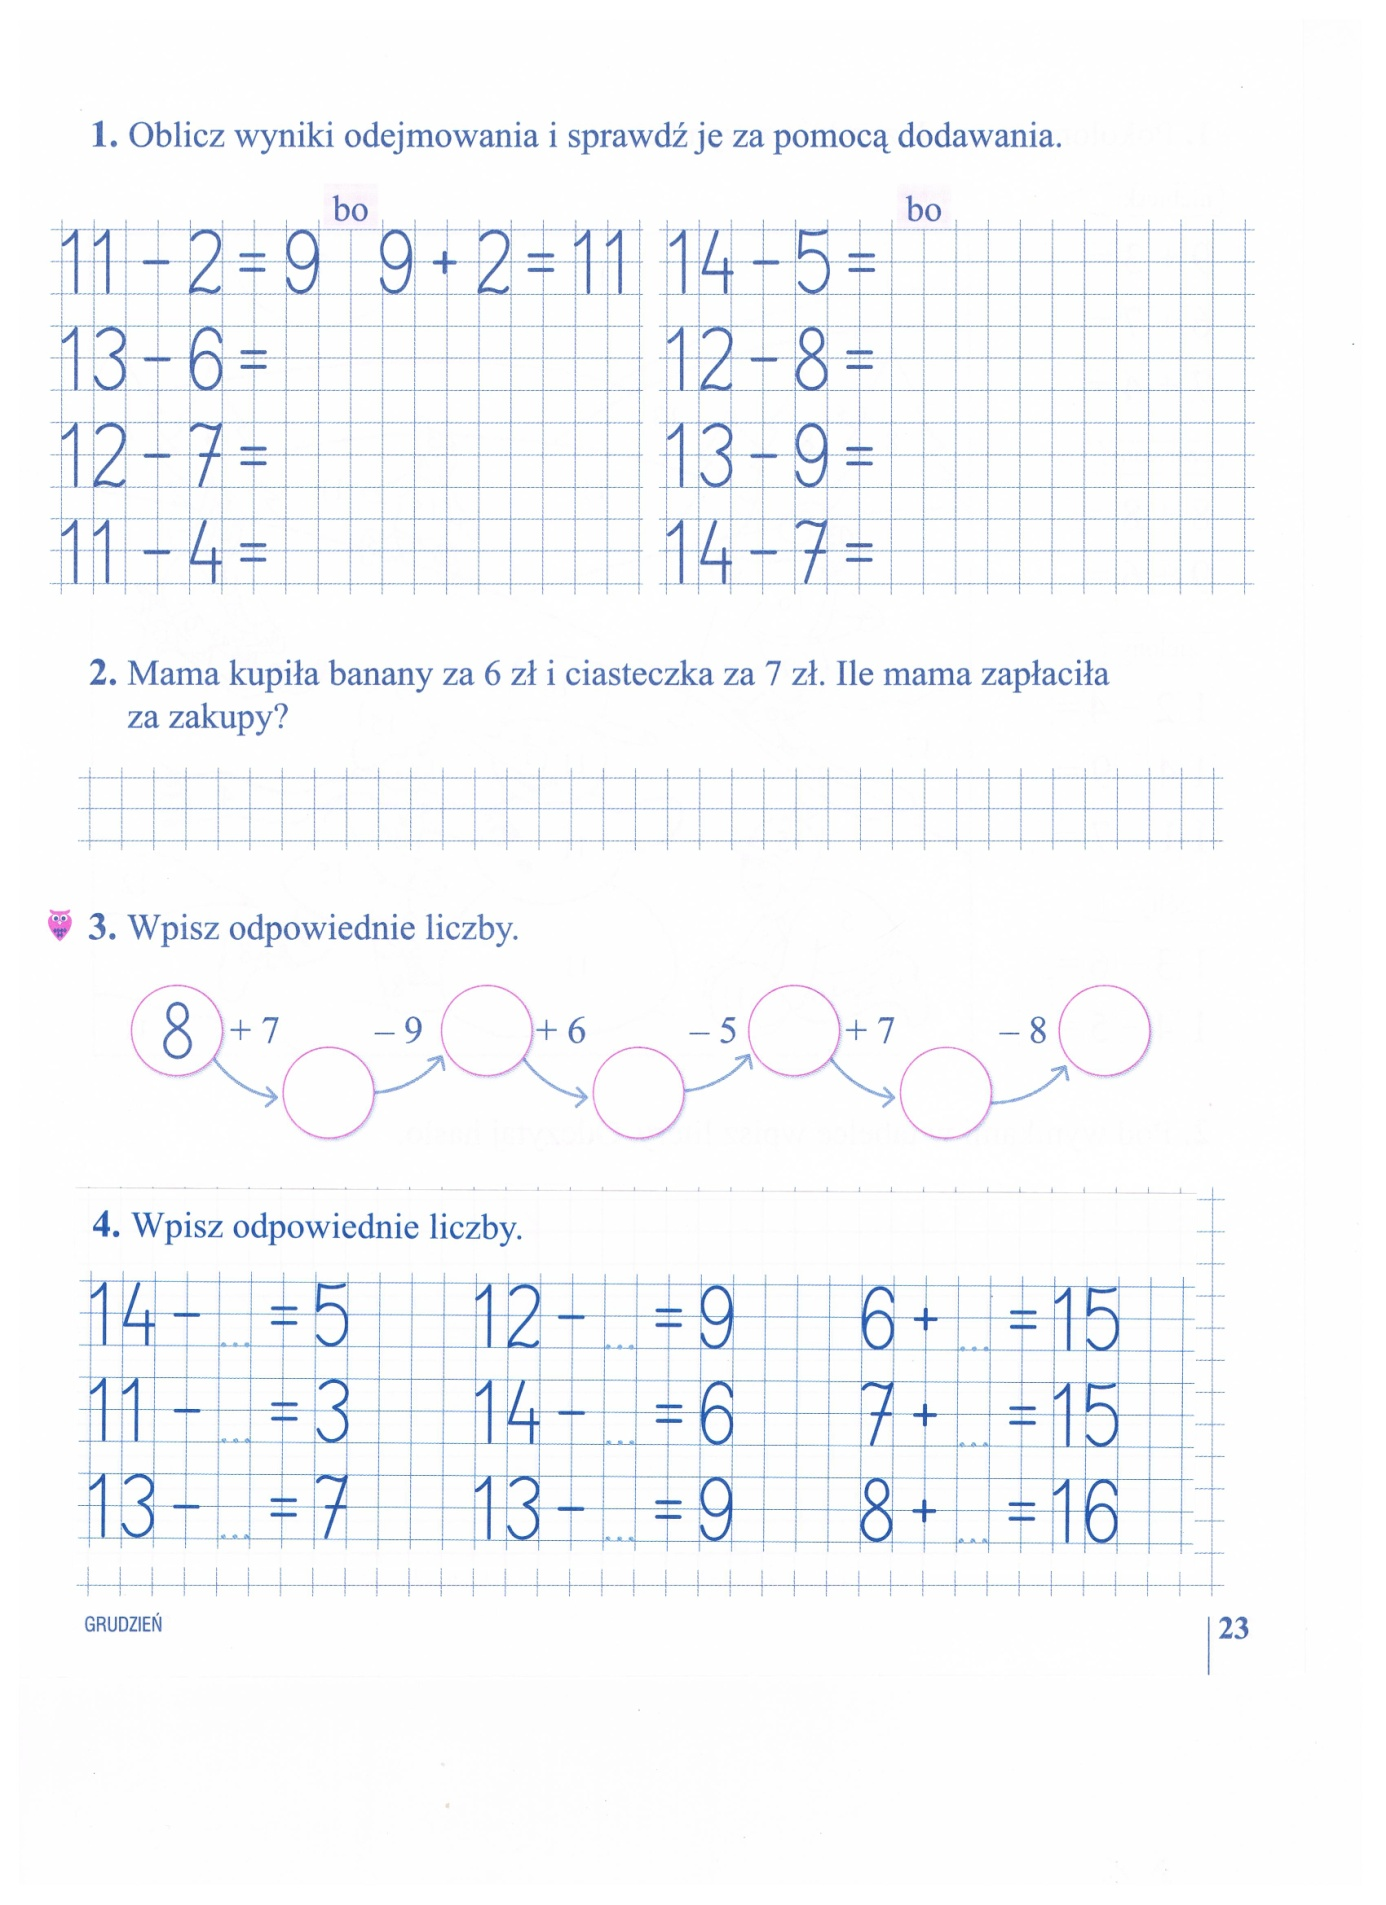 1. Oblicz wyniki odejmowania i sprawdź je za pomocą dodawania.
bo bo
11 - 2 = 9 9 + 2 = 11 14 - 5 =
13 - 6 = 12 - 8 =
12 - 7 = 13 - 9 =
11 - 4 = 14 - 7 =
2. Mama kupiła banany za 6 zł i ciasteczka za 7 zł. Ile mama zapłaciła
za zakupy?
3. Wpisz odpowiednie liczby.
8 + 7 – 9 + 6 – 5 + 7 – 8
4. Wpisz odpowiednie liczby.
14 - ... = 5 12 - ... = 9 6 + ... = 15
11 - ... = 3 14 - ... = 6 7 + ... = 15
13 - ... = 7 13 - ... = 9 8 + ... = 16
GRUDZIEŃ 23